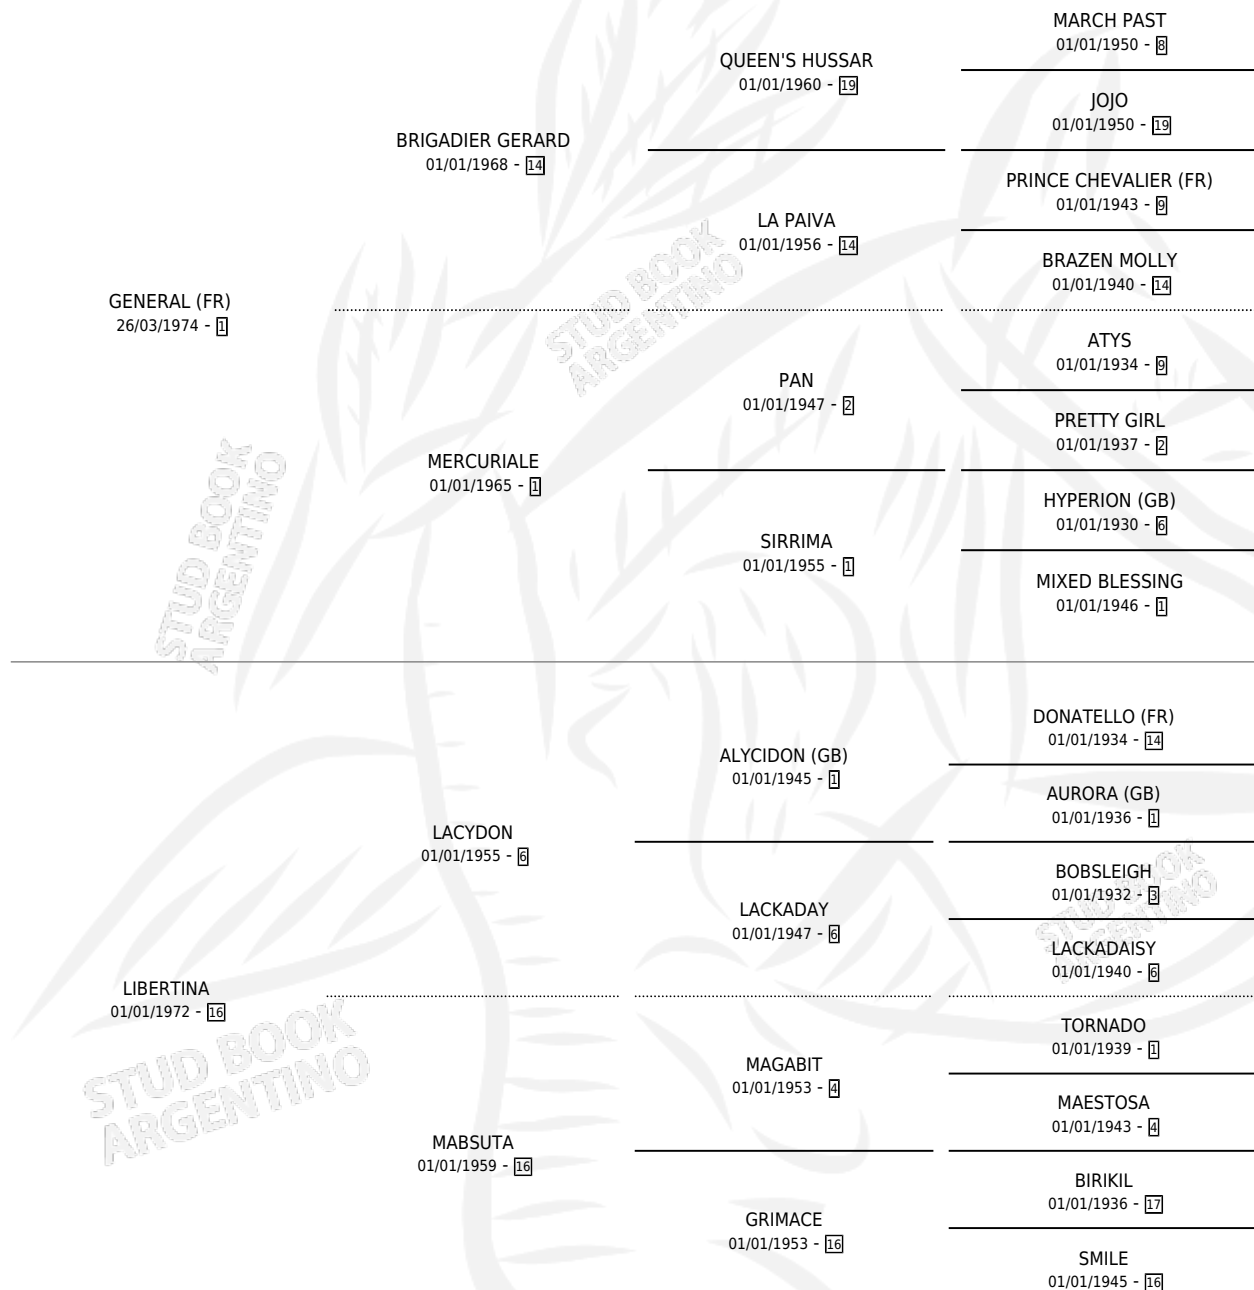 MARCH PAST
01/01/1950 - 8
QUEEN'S HUSSAR
01/01/1960 - 19
JOJO
01/01/1950 - 19
BRIGADIER GERARD
01/01/1968 - 14
PRINCE CHEVALIER (FR)
01/01/1943 - 9
LA PAIVA
01/01/1956 - 14
BRAZEN MOLLY
01/01/1940 - 14
GENERAL (FR)
26/03/1974 - 1
STUD BOOK
ARGENTINO
ATYS
01/01/1934 - 9
PAN
01/01/1947 - 2
PRETTY GIRL
01/01/1937 - 2
MERCURIALE
01/01/1965 - 1
HYPERION (GB)
01/01/1930 - 6
SIRRIMA
01/01/1955 - 1
MIXED BLESSING
01/01/1946 - 1
STUD BOOK
ARGENTINO
DONATELLO (FR)
01/01/1934 - 14
ALYCIDON (GB)
01/01/1945 - 1
AURORA (GB)
01/01/1936 - 1
LACYDON
01/01/1955 - 6
BOBSLEIGH
01/01/1932 - 3
LACKADAY
01/01/1947 - 6
STUD BOOK
ARGENTINO
LACKADAISY
01/01/1940 - 6
LIBERTINA
01/01/1972 - 16
STUD BOOK
ARGENTINO
TORNADO
01/01/1939 - 1
MAGABIT
01/01/1953 - 4
MAESTOSA
01/01/1943 - 4
MABSUTA
01/01/1959 - 16
BIRIKIL
01/01/1936 - 17
GRIMACE
01/01/1953 - 16
SMILE
01/01/1945 - 16